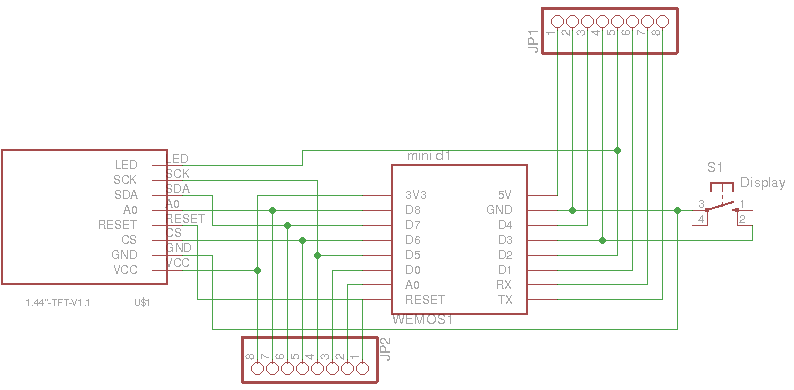 JP1
1 2 3 4 5 6 7 8
mini d1
LED LED
SCK SCK
SDA SDA
A0 A0
RESET RESET
CS CS
GND GND
VCC VCC
1.44"-TFT-V1.1 U$1
3V3 5V
D8 GND
D7 D4
D6 D3
D5 D2
D0 D1
A0 RX
RESET TX
WEMOS1
S1
Display
3 1
4 2
JP2
8 7 6 5 4 3 2 1